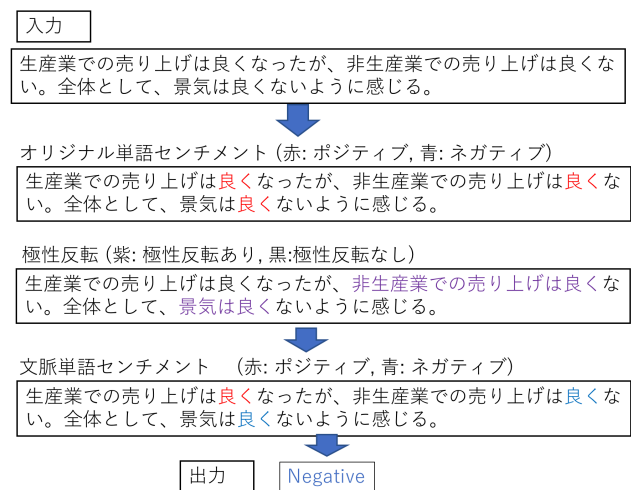 入力
生産業での売り上げは良くなったが、非生産業での売り上げは良くな
い。全体として、景気は良くないように感じる。
オリジナル単語センチメント (赤: ポジティブ, 青: ネガティブ)
生産業での売り上げは良くなったが、非生産業での売り上げは良くな
い。全体として、景気は良くないように感じる。
極性反転 (紫: 極性反転あり, 黒:極性反転なし)
生産業での売り上げは良くなったが、非生産業での売り上げは良くな
い。全体として、景気は良くないように感じる。
文脈単語センチメント (赤: ポジティブ, 青: ネガティブ)
生産業での売り上げは良くなったが、非生産業での売り上げは良くな
い。全体として、景気は良くないように感じる。
出力 Negative